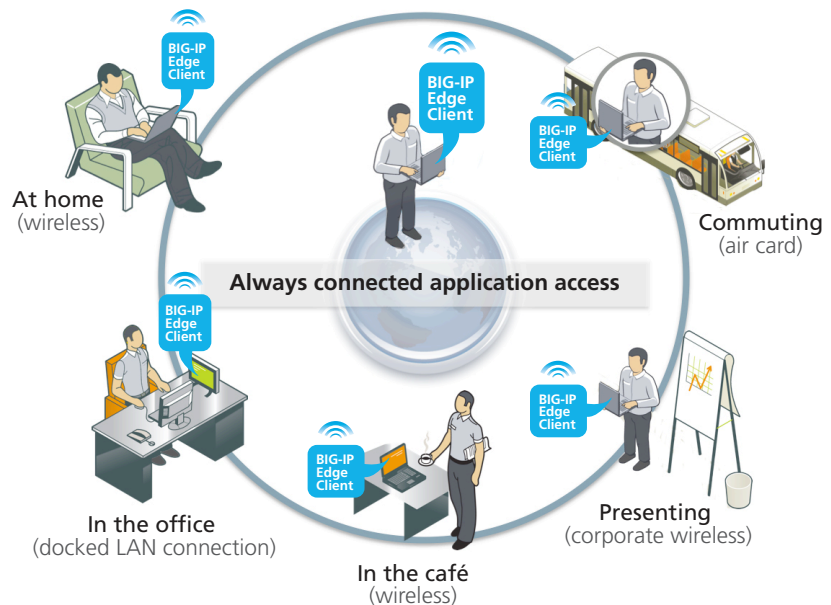 BIG-IP
Edge
Client
At home
(wireless)
BIG-IP
Edge
Client
BIG-IP
Edge
Client
Commuting
(air card)
Always connected application access
BIG-IP
Edge
Client
In the office
(docked LAN connection)
BIG-IP
Edge
Client
In the café
(wireless)
BIG-IP
Edge
Client
Presenting
(corporate wireless)